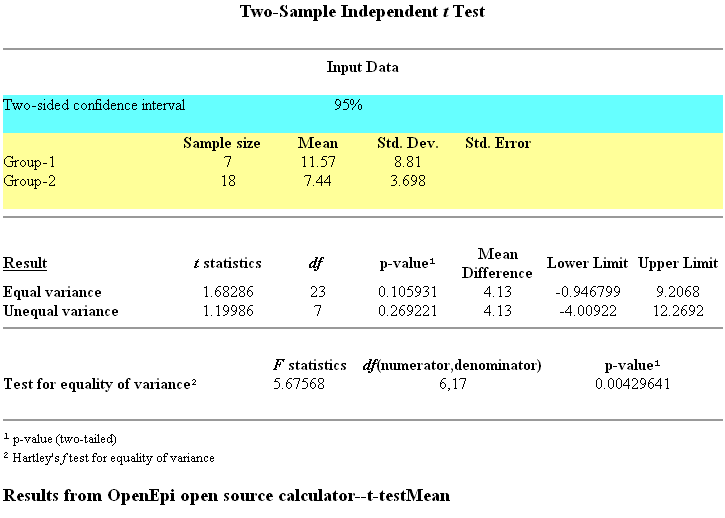 Two-Sample Independent t Test
Input Data
Two-sided confidence interval 95%
Sample size Mean Std. Dev. Std. Error
Group-1 7 11.57 8.81
Group-2 18 7.44 3.698
Result t statistics df p-value¹ Mean Difference Lower Limit Upper Limit
Equal variance 1.68286 23 0.105931 4.13 -0.946799 9.2068
Unequal variance 1.19986 7 0.269221 4.13 -4.00922 12.2692
F statistics df(numerator,denominator) p-value¹
Test for equality of variance² 5.67568 6,17 0.00429641
¹ p-value (two-tailed)
² Hartley's f test for equality of variance
Results from OpenEpi open source calculator--t-testMean